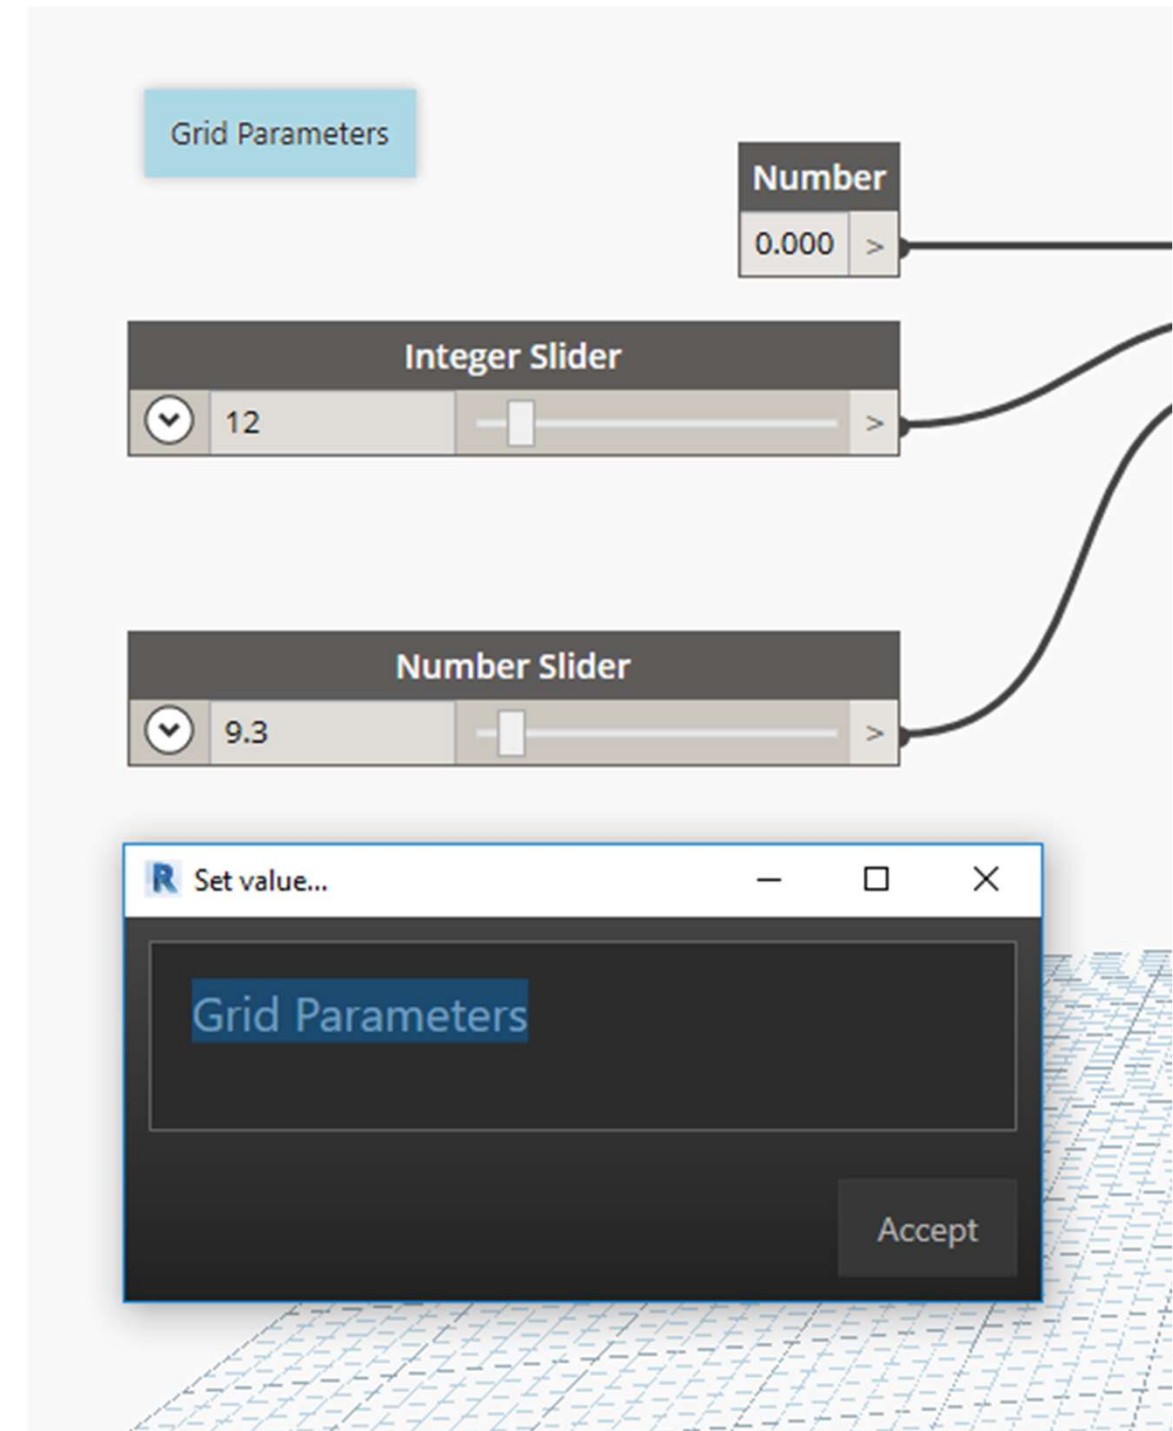 Grid Parameters
Number
0.000 >
Integer Slider
12 >
Number Slider
9.3 >
R Set value...
Grid Parameters
Accept